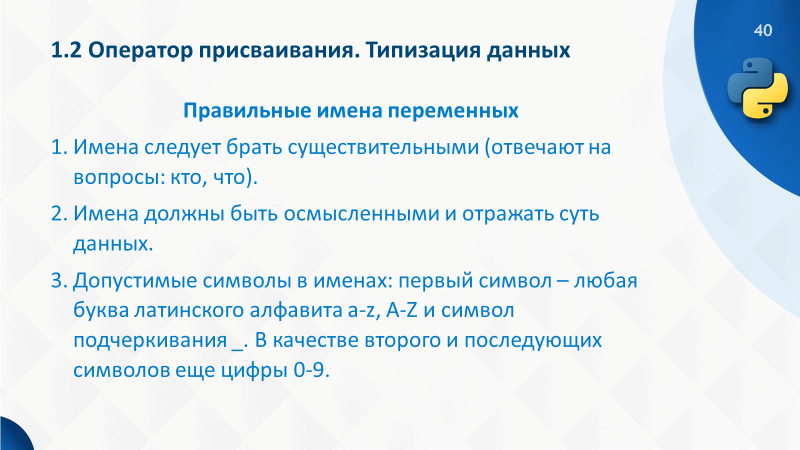 40
1.2 Оператор присваивания. Типизация данных
Правильные имена переменных
1. Имена следует брать существительными (отвечают на
вопросы: кто, что).
2. Имена должны быть осмысленными и отражать суть
данных.
3. Допустимые символы в именах: первый символ – любая
буква латинского алфавита a-z, A-Z и символ
подчеркивания _. В качестве второго и последующих
символов еще цифры 0-9.